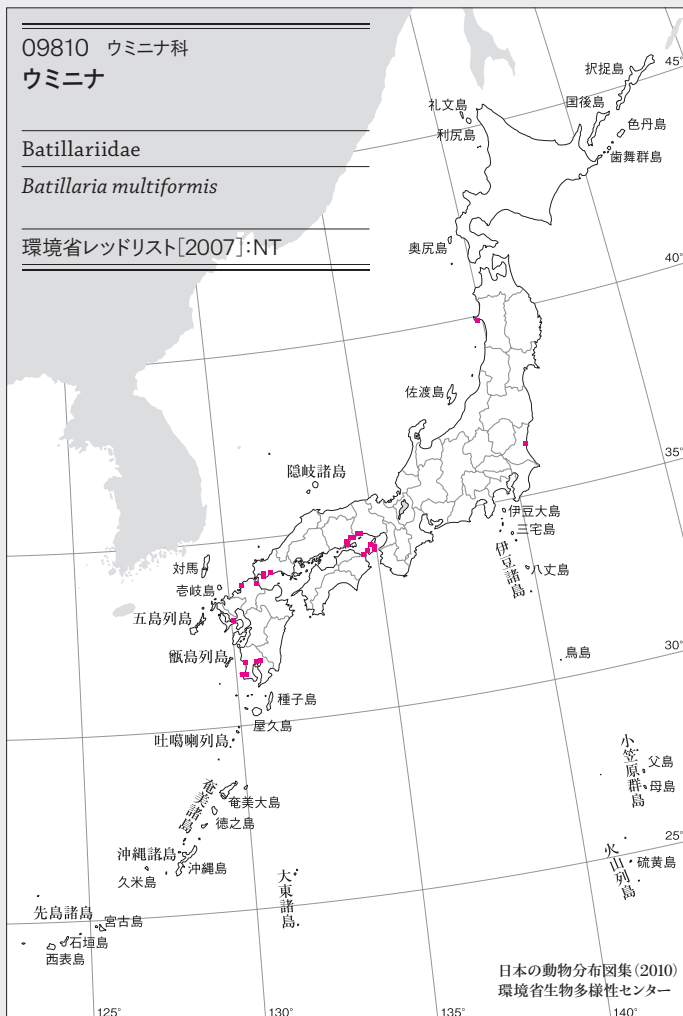 09810 ウミニナ科
ウミニナ
Batillariidae
Batillaria multiformis
環境省レッドリスト[2007]:NT
択捉島
45°
国後島
礼文島
色丹島
利尻島
歯舞群島
奥尻島
40°
佐渡島
35°
隠岐諸島
伊豆大島
三宅島
伊豆諸島
八丈島
対馬
壱岐島
五島列島
甑島列島
鳥島
30°
種子島
屋久島
吐噶喇列島
小笠原群島
父島
母島
奄美諸島
奄美大島
徳之島
25°
沖縄諸島
沖縄島
久米島
火山列島
硫黄島
大東諸島
先島諸島
宮古島
石垣島
西表島
日本の動物分布図集(2010)
環境省生物多様性センター
125°
130°
135°
140°